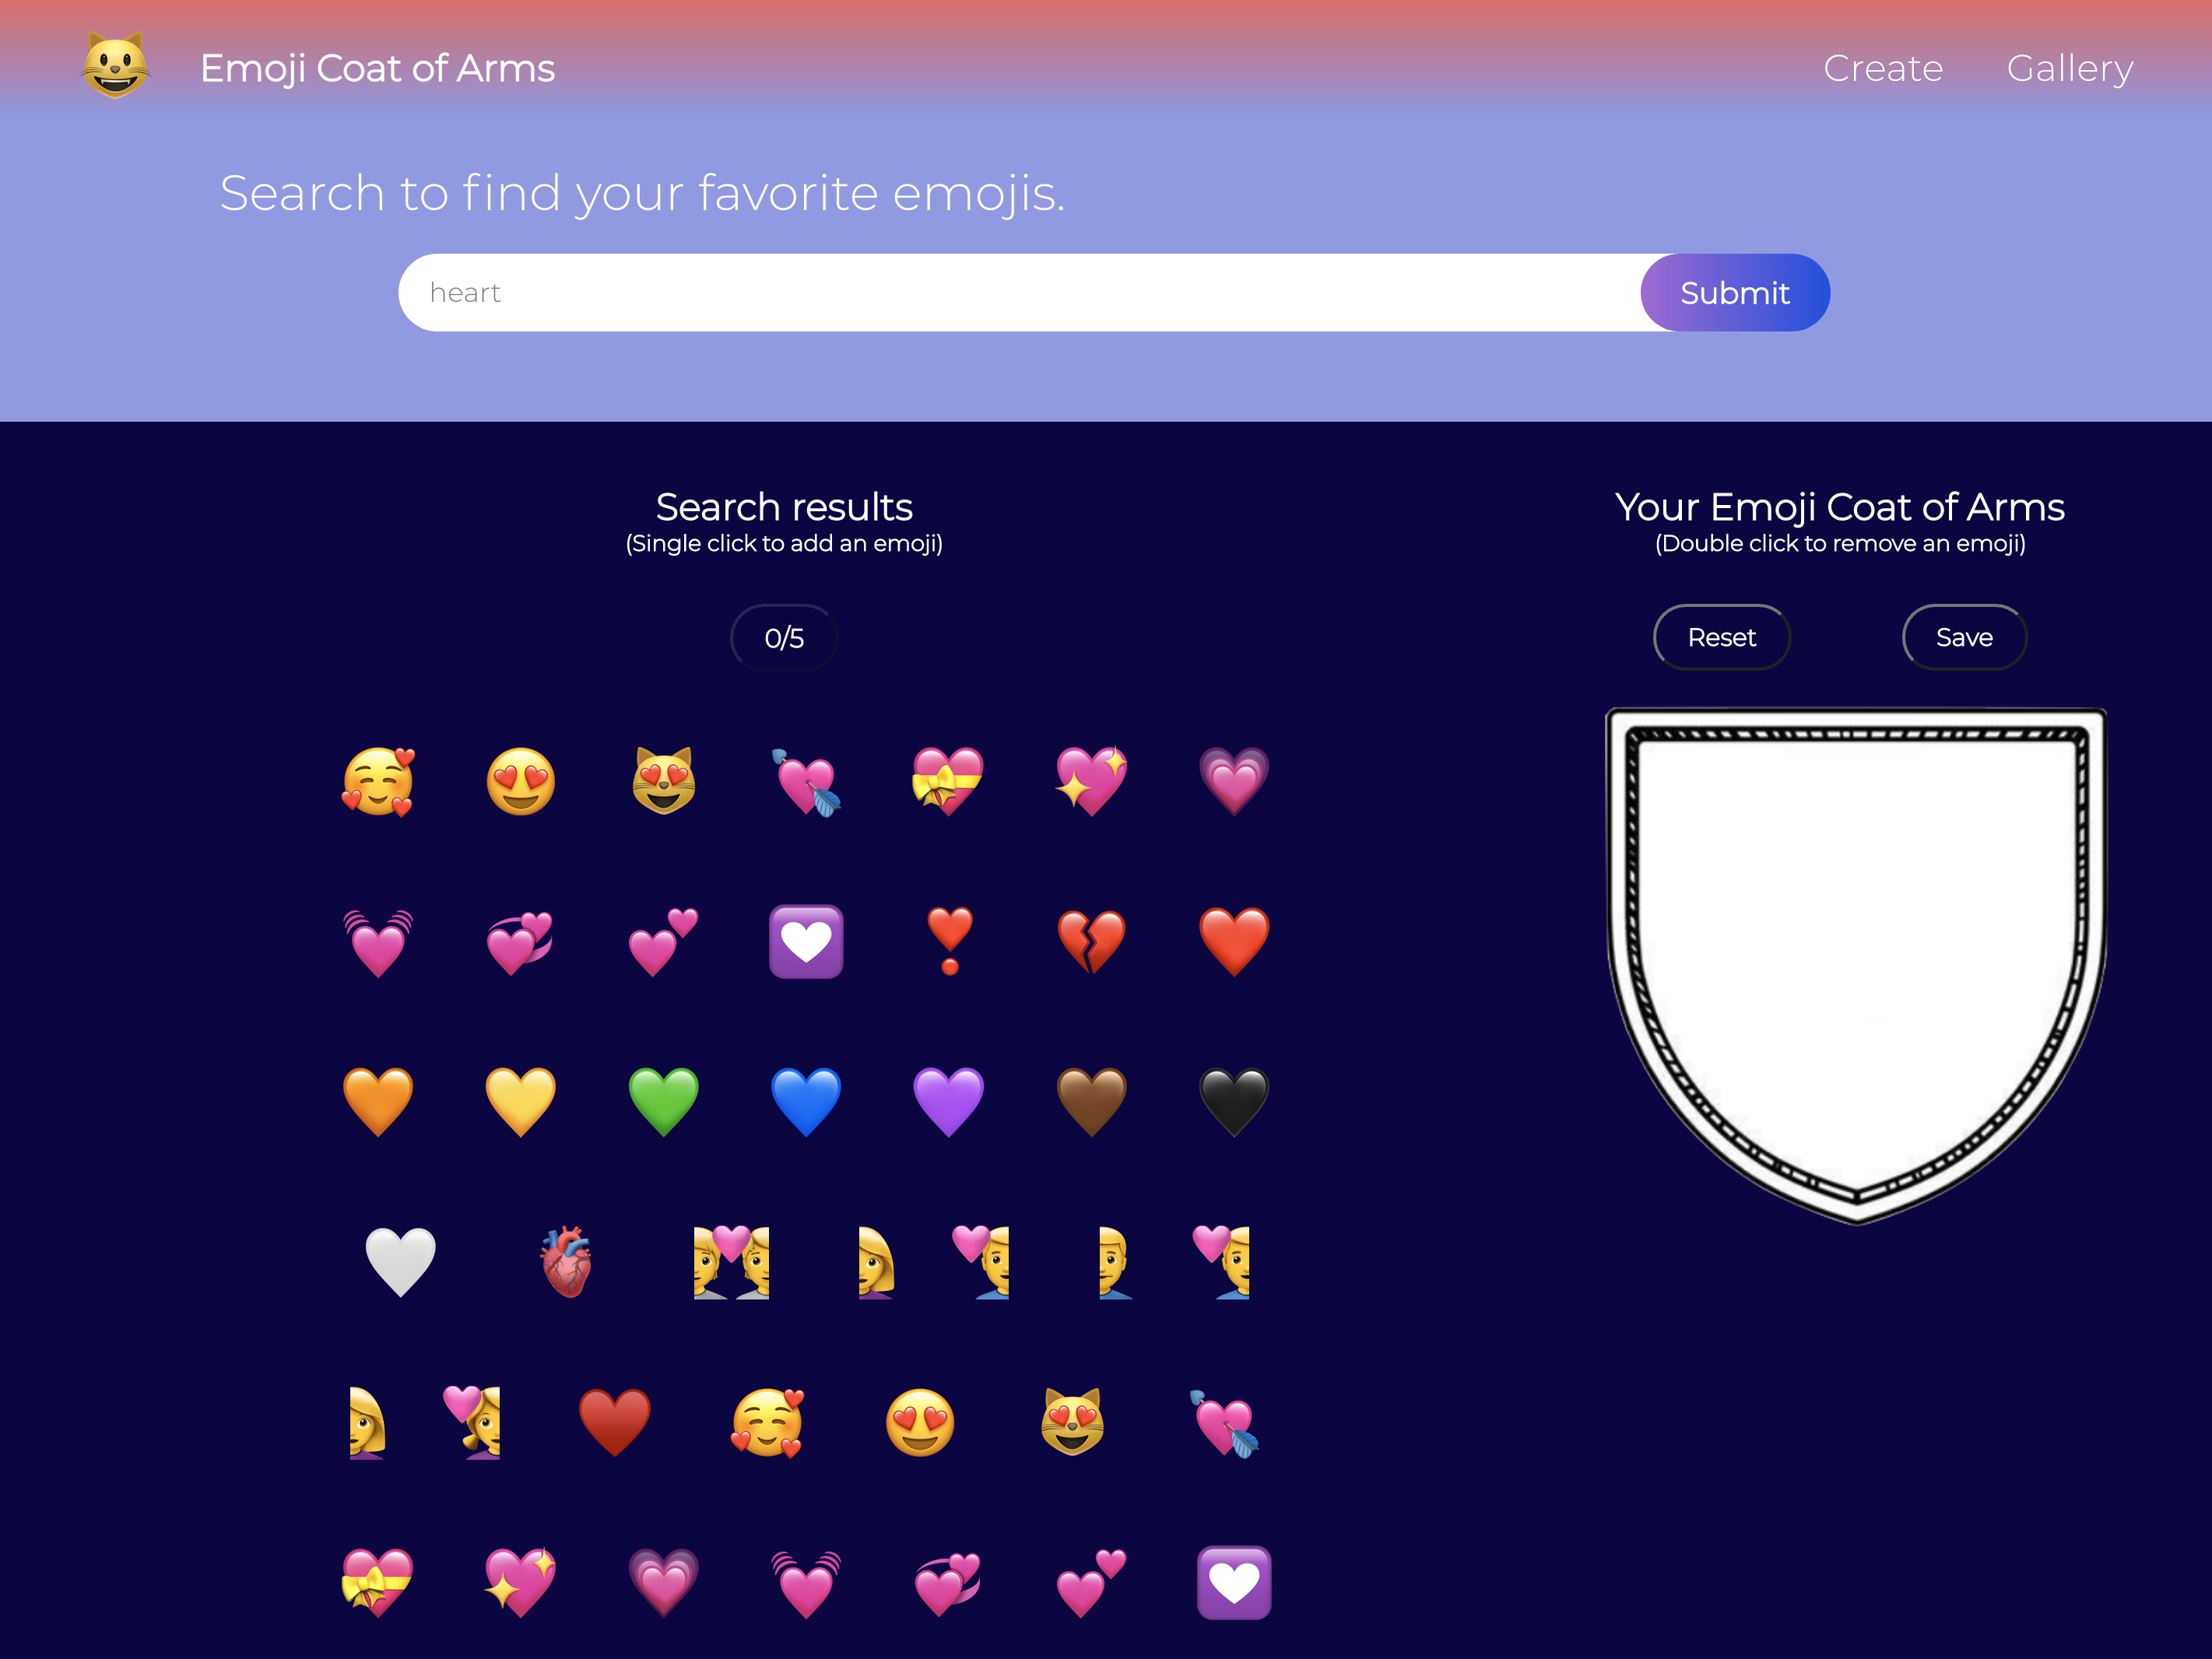 Emoji Coat of Arms
Create
Gallery
Search to find your favorite emojis.
heart
Submit
Search results
(Single click to add an emoji)
0/5
Your Emoji Coat of Arms
(Double click to remove an emoji)
Reset
Save